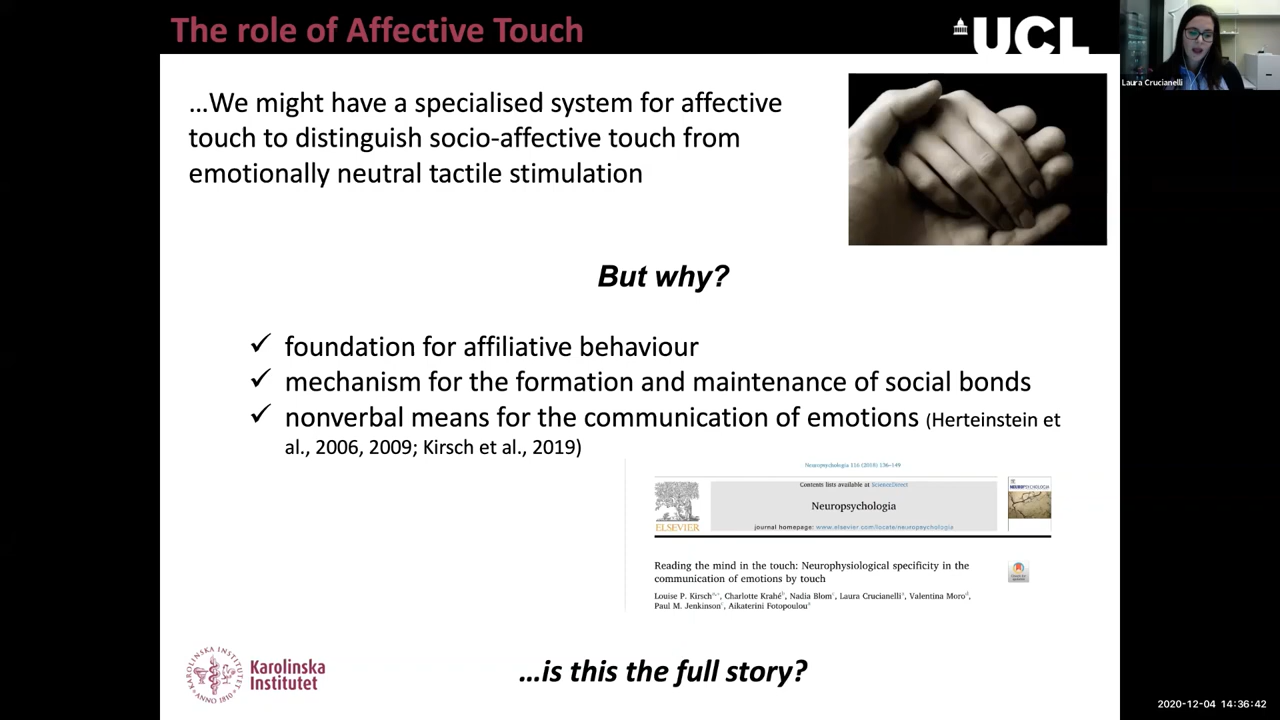 The role of Affective Touch
UCL
Laura Crucianelli
...We might have a specialised system for affective
touch to distinguish socio-affective touch from
emotionally neutral tactile stimulation
But why?
✓ foundation for affiliative behaviour
✓ mechanism for the formation and maintenance of social bonds
✓ nonverbal means for the communication of emotions (Herteinstein et
al., 2006, 2009; Kirsch et al., 2019)
Neuropsychologia 116 (2018) 136–149
Contents lists available at ScienceDirect
Neuropsychologia
journal homepage: www.elsevier.com/locate/neuropsychologia
ELSEVIER
NEUROPSYCHOLOGIA
Reading the mind in the touch: Neurophysiological specificity in the
communication of emotions by touch
Louise P. Kirsch, Charlotte Krahé, Nadia Blom, Laura Crucianelli, Valentina Moro,
Paul M. Jenkinson, Aikaterini Fotopoulou
Karolinska
Institutet
KAROLINSKA INSTITUTET
ANNO 1810
...is this the full story?
2020-12-04 14:36:42